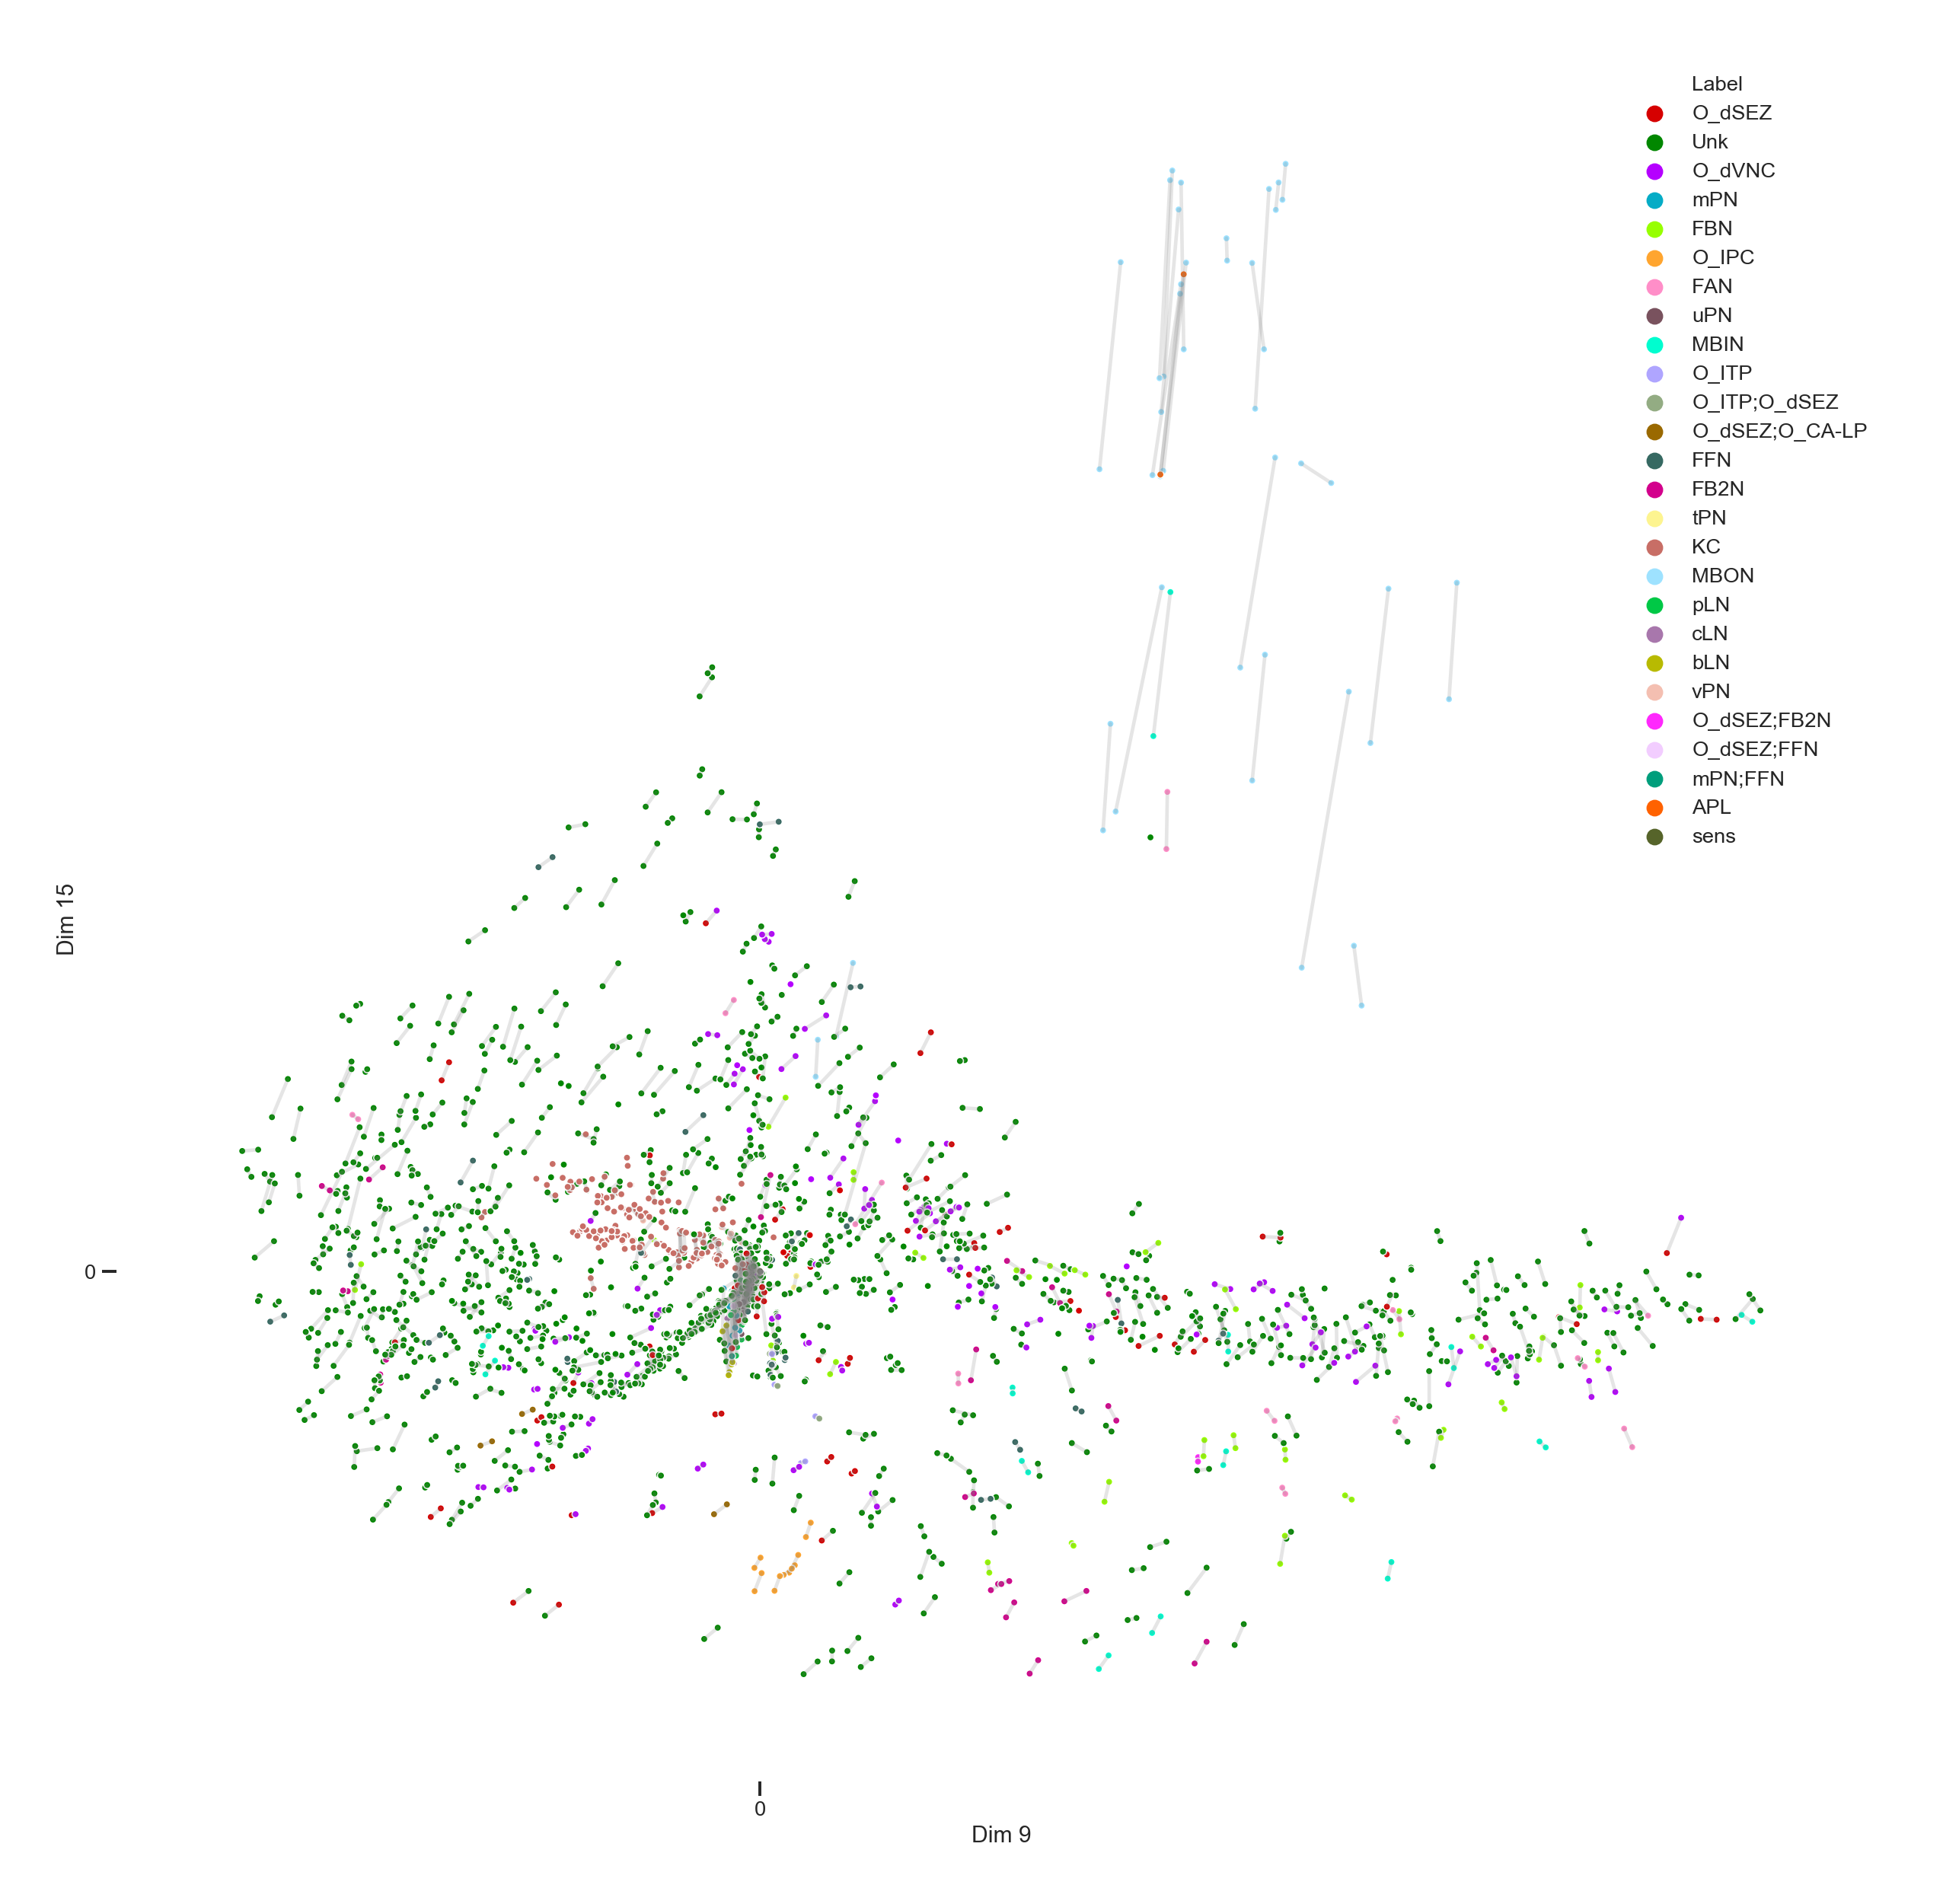 Label
O_dSEZ
Unk
O_dVNC
mPN
FBN
O_IPC
FAN
uPN
MBIN
O_ITP
O_ITP;O_dSEZ
O_dSEZ;O_CA-LP
FFN
FB2N
tPN
KC
MBON
pLN
cLN
bLN
vPN
O_dSEZ;FB2N
O_dSEZ;FFN
mPN;FFN
APL
sens
Dim 15
0
0
Dim 9